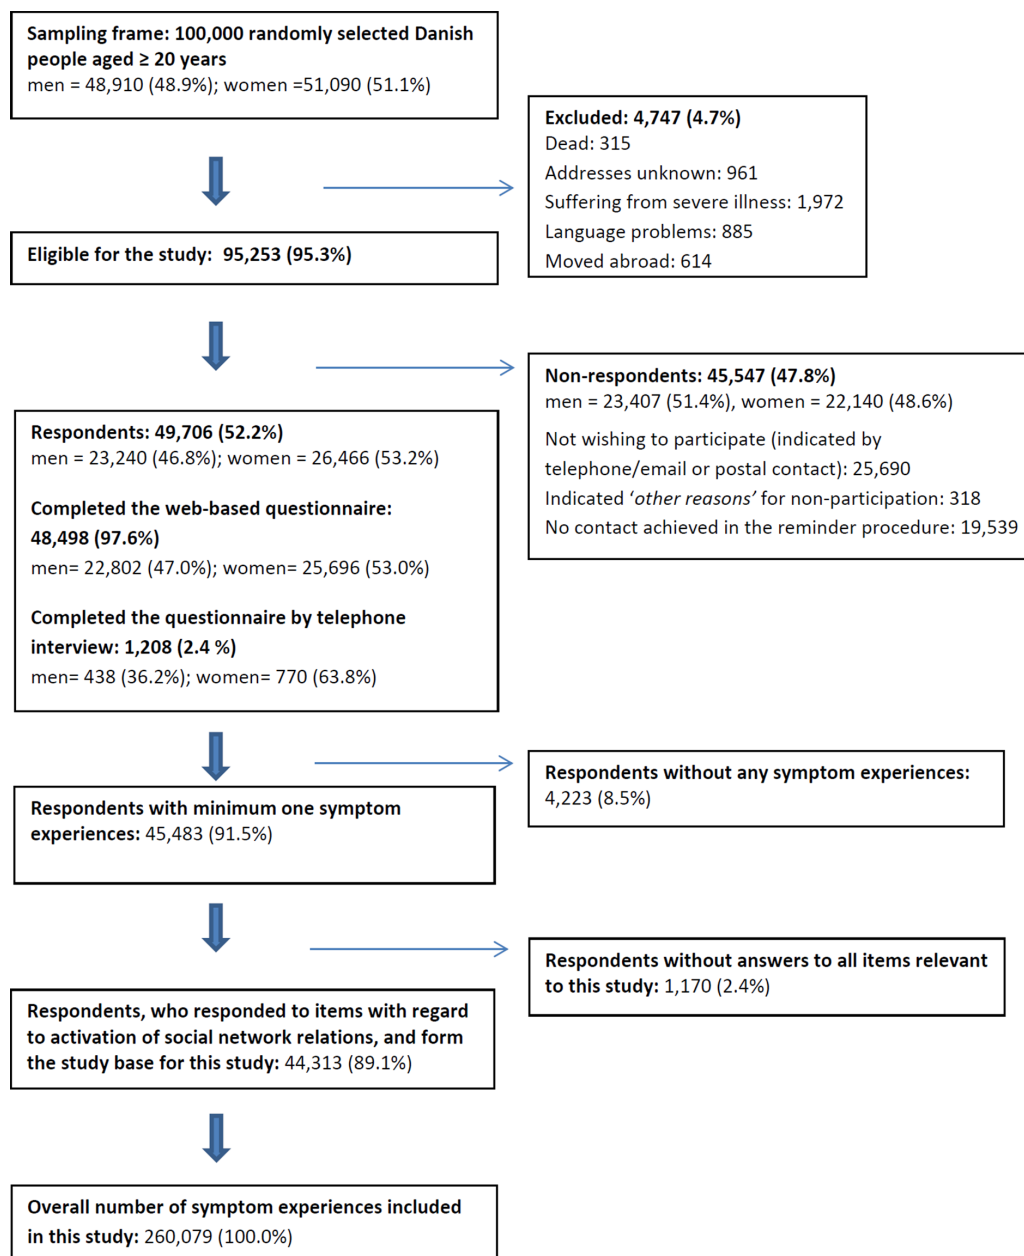 Sampling frame: 100,000 randomly selected Danish
people aged ≥ 20 years
men = 48,910 (48.9%); women =51,090 (51.1%)
Excluded: 4,747 (4.7%)
Dead: 315
Addresses unknown: 961
Suffering from severe illness: 1,972
Language problems: 885
Moved abroad: 614
Eligible for the study: 95,253 (95.3%)
Non-respondents: 45,547 (47.8%)
men = 23,407 (51.4%), women = 22,140 (48.6%)
Not wishing to participate (indicated by
telephone/email or postal contact): 25,690
Indicated ‘other reasons’ for non-participation: 318
No contact achieved in the reminder procedure: 19,539
Respondents: 49,706 (52.2%)
men = 23,240 (46.8%); women = 26,466 (53.2%)
Completed the web-based questionnaire:
48,498 (97.6%)
men= 22,802 (47.0%); women= 25,696 (53.0%)
Completed the questionnaire by telephone
interview: 1,208 (2.4 %)
men= 438 (36.2%); women= 770 (63.8%)
Respondents without any symptom experiences:
4,223 (8.5%)
Respondents with minimum one symptom
experiences: 45,483 (91.5%)
Respondents without answers to all items relevant
to this study: 1,170 (2.4%)
Respondents, who responded to items with regard
to activation of social network relations, and form
the study base for this study: 44,313 (89.1%)
Overall number of symptom experiences included
in this study: 260,079 (100.0%)